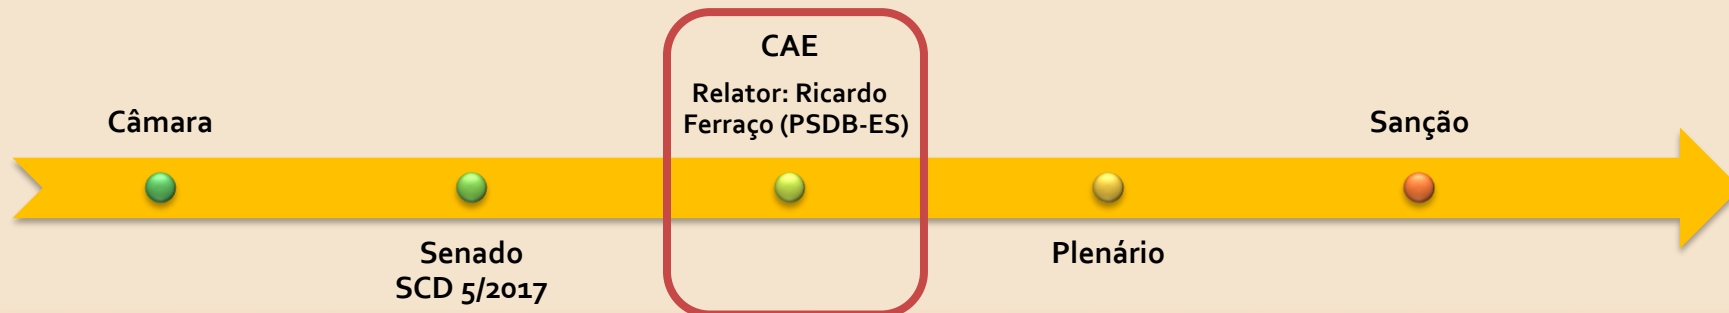 Câmara
Senado
SCD 5/2017
CAE
Relator: Ricardo
Ferraço (PSDB-ES)
Plenário
Sanção